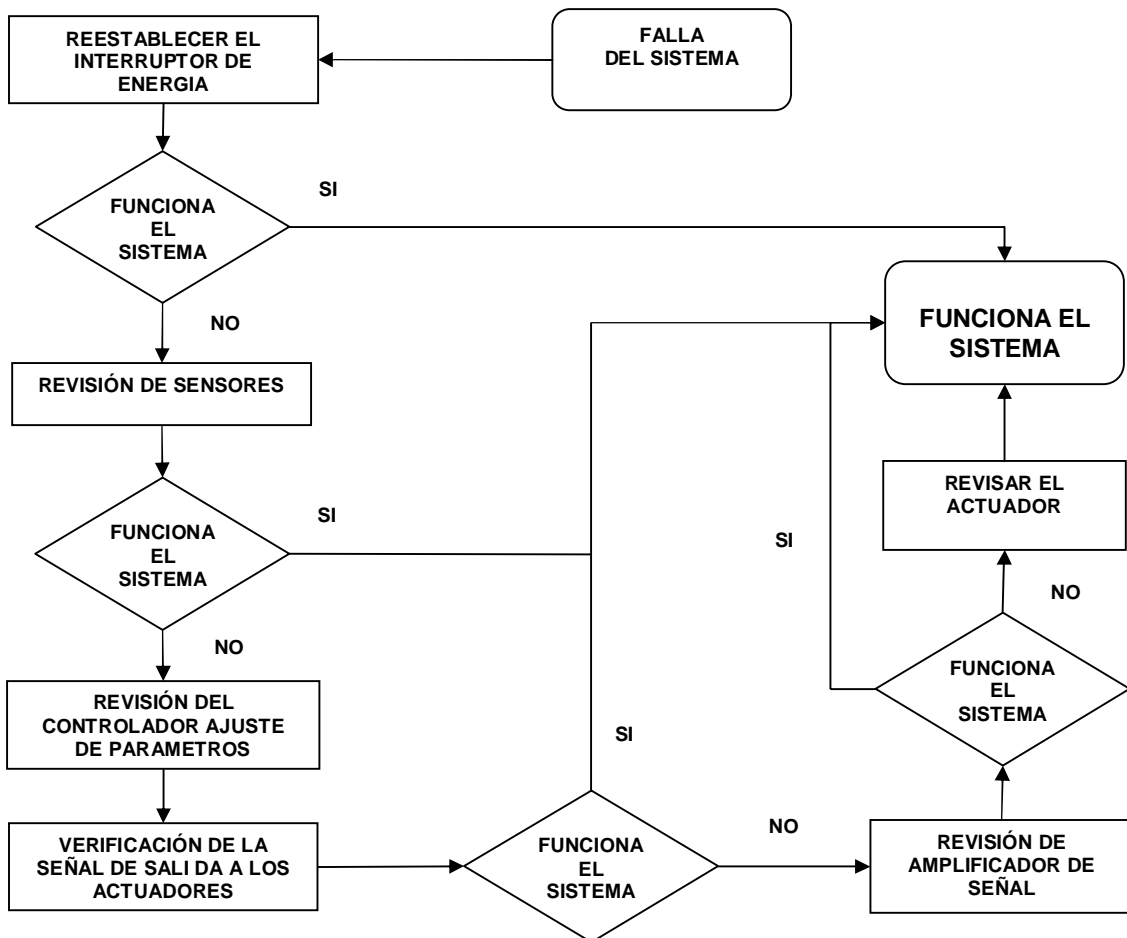 REESTABLECER EL
INTERRUPTOR DE
ENERGIA
FALLA
DEL SISTEMA
SI
FUNCIONA
EL
SISTEMA
NO
FUNCIONA EL
SISTEMA
REVISIÓN DE SENSORES
REVISAR EL
ACTUADOR
SI
FUNCIONA
EL
SISTEMA
SI
NO
NO
FUNCIONA
EL
SISTEMA
REVISIÓN DEL
CONTROLADOR AJUSTE
DE PARAMETROS
SI
VERIFICACIÓN DE LA
SEÑAL DE SALI DA A LOS
ACTUADORES
FUNCIONA
EL
SISTEMA
NO
REVISIÓN DE
AMPLIFICADOR DE
SEÑAL